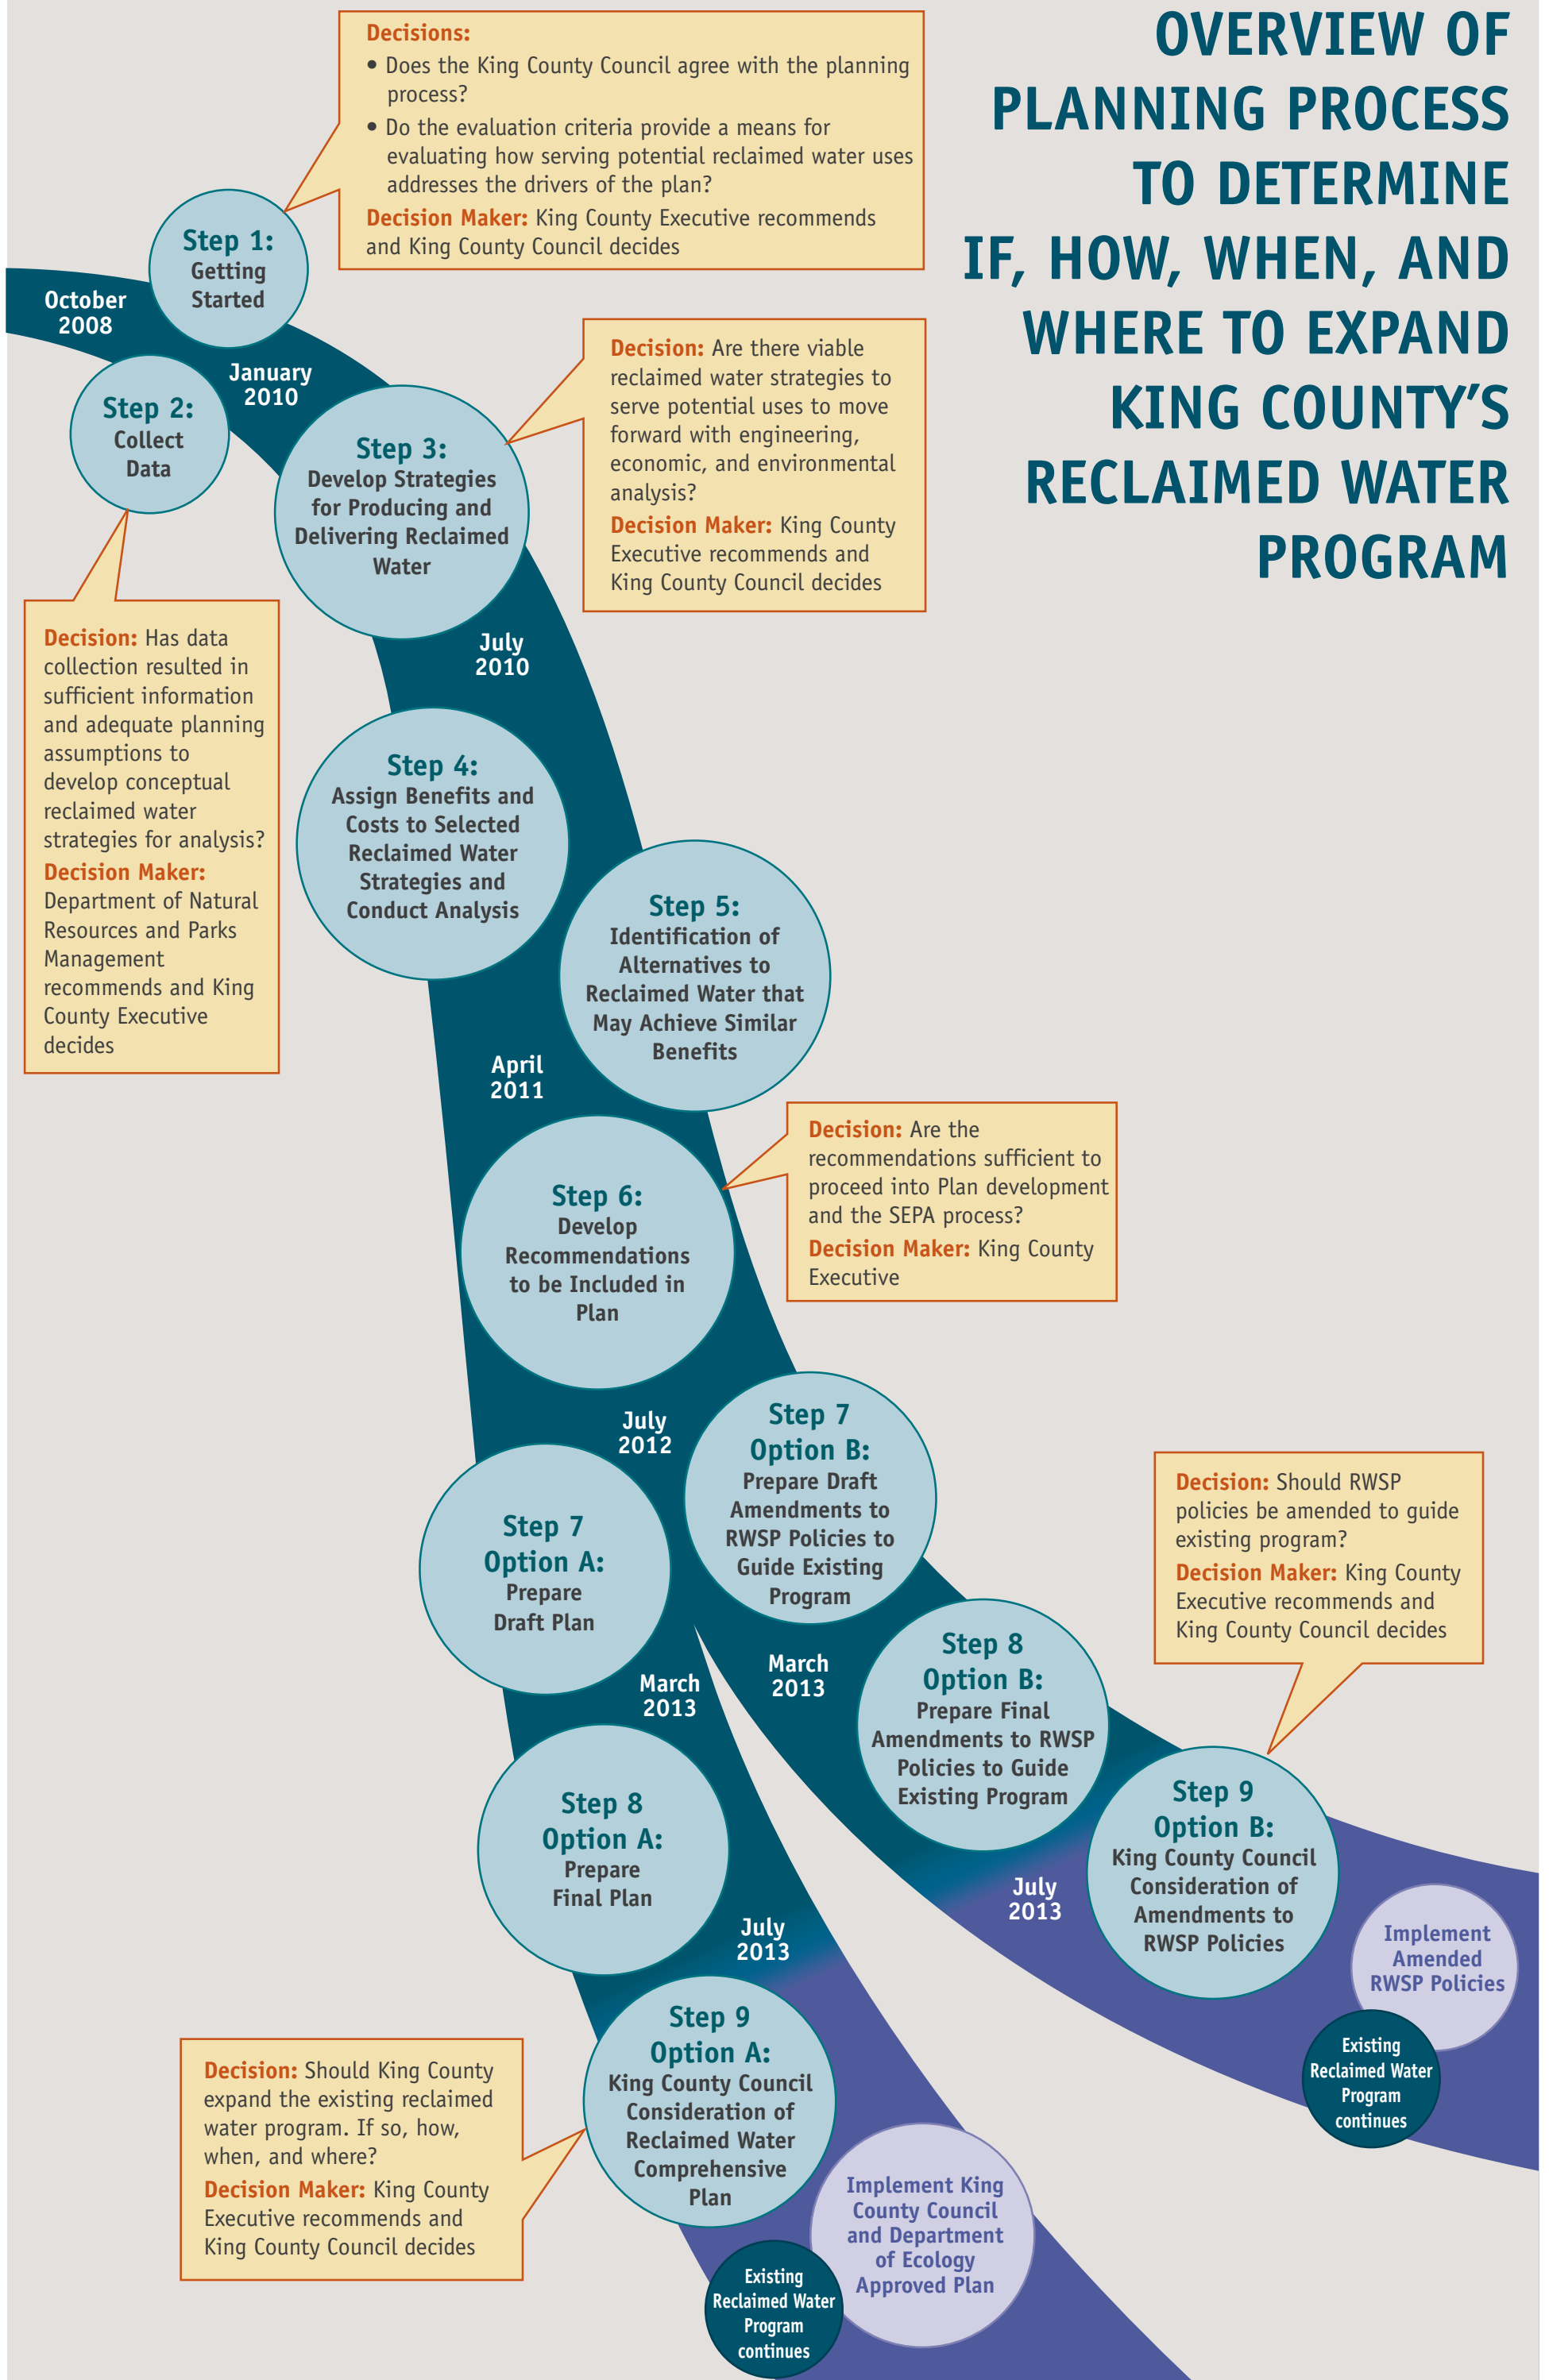 OVERVIEW OF
PLANNING PROCESS
TO DETERMINE
IF, HOW, WHEN, AND
WHERE TO EXPAND
KING COUNTY’S
RECLAIMED WATER
PROGRAM
Decisions:
• Does the King County Council agree with the planning
process?
• Do the evaluation criteria provide a means for
evaluating how serving potential reclaimed water uses
addresses the drivers of the plan?
Decision Maker: King County Executive recommends
and King County Council decides
Step 1:
Getting
Started
October
2008
January
2010
Step 2:
Collect
Data
Decision: Has data
collection resulted in
sufficient information
and adequate planning
assumptions to
develop conceptual
reclaimed water
strategies for analysis?
Decision Maker:
Department of Natural
Resources and Parks
Management
recommends and King
County Executive
decides
Step 3:
Develop Strategies
for Producing and
Delivering Reclaimed
Water
Decision: Are there viable
reclaimed water strategies to
serve potential uses to move
forward with engineering,
economic, and environmental
analysis?
Decision Maker: King County
Executive recommends and
King County Council decides
July
2010
Step 4:
Assign Benefits and
Costs to Selected
Reclaimed Water
Strategies and
Conduct Analysis
Step 5:
Identification of
Alternatives to
Reclaimed Water that
May Achieve Similar
Benefits
April
2011
Step 6:
Develop
Recommendations
to be Included in
Plan
Decision: Are the
recommendations sufficient to
proceed into Plan development
and the SEPA process?
Decision Maker: King County
Executive
July
2012
Step 7
Option A:
Prepare
Draft Plan
Step 7
Option B:
Prepare Draft
Amendments to
RWSP Policies to
Guide Existing
Program
March
2013
March
2013
Step 8
Option A:
Prepare
Final Plan
Step 8
Option B:
Prepare Final
Amendments to RWSP
Policies to Guide
Existing Program
Decision: Should RWSP
policies be amended to guide
existing program?
Decision Maker: King County
Executive recommends and
King County Council decides
July
2013
July
2013
Step 9
Option B:
King County Council
Consideration of
Amendments to
RWSP Policies
Implement
Amended
RWSP Policies
Existing
Reclaimed Water
Program
continues
Step 9
Option A:
King County Council
Consideration of
Reclaimed Water
Comprehensive
Plan
Decision: Should King County
expand the existing reclaimed
water program. If so, how,
when, and where?
Decision Maker: King County
Executive recommends and
King County Council decides
Implement King
County Council
and Department
of Ecology
Approved Plan
Existing
Reclaimed Water
Program
continues